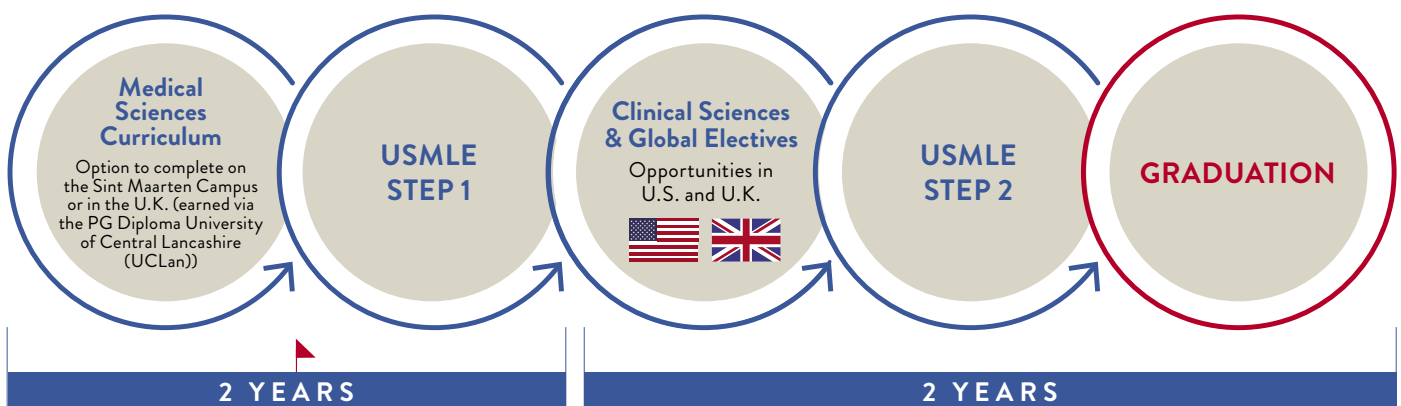 Medical
Sciences
Curriculum
Option to complete on
the Sint Maarten Campus
or in the U.K. (earned via
the PG Diploma University
of Central Lancashire
(UCLan))
USMLE
STEP 1
Clinical Sciences
& Global Electives
Opportunities in
U.S. and U.K.
USMLE
STEP 2
GRADUATION
2 YEARS
2 YEARS